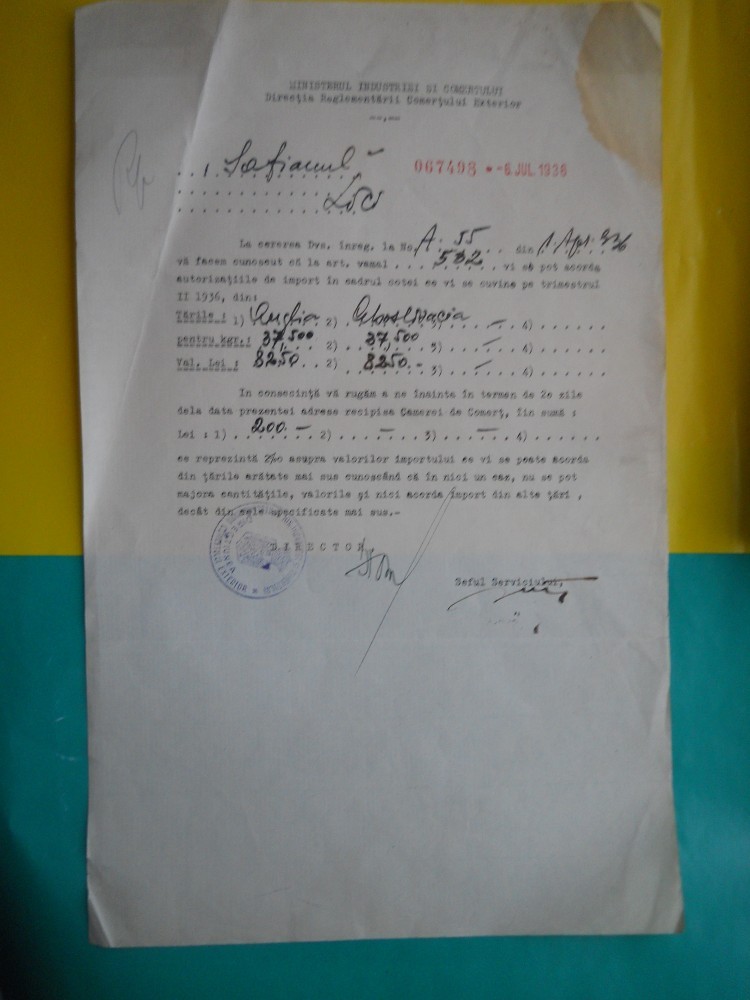 MINISTERUL INDUSTRIEI SI COMERTULUI
Direcţia Reglementării Comerţului Exterior
067498 * -6. JUL. 1936
. . . . . . . . . . Loco
La cererea Dvs. înreg. la No. A. 55 . . . din 1. Apr. 936
vă facem cunoscut că la art. vamal . . . 532 . . . vi se pot acorda
autorizaţiile de import în cadrul cotei ce vi se cuvine pe trimestrul
II 1936, din:
Ţările : 1) Anglia 2) Cehoslovacia 3) . . — . . 4) . . . . . .
pentru kgr.: 37,500 2) . 37,500 . . 3) . . — . . 4) . . . . . .
Val. Lei : 8250 . . 2) . . 8250.- . . 3) . . — . . 4) . . . . . .
In consecinţă vă rugăm a ne înainta în termen de 2o zile
dela data prezentei adrese recipisa Camerei de Comerţ, fin sumă :
Lei : 1) . . 200.— . 2) . . . — . . . 3) . . . — . . . 4) . . . . . .
ce reprezintă 2%o asupra valorilor importului ce vi se poate acorda
din ţările arătate mai sus cunoscând că în nici un caz, nu se pot
majora cantităţile, valorile şi nici acorda import din alte ţări ,
decât din cele specificate mai sus.-
DIRECTOR,
Seful Serviciului,